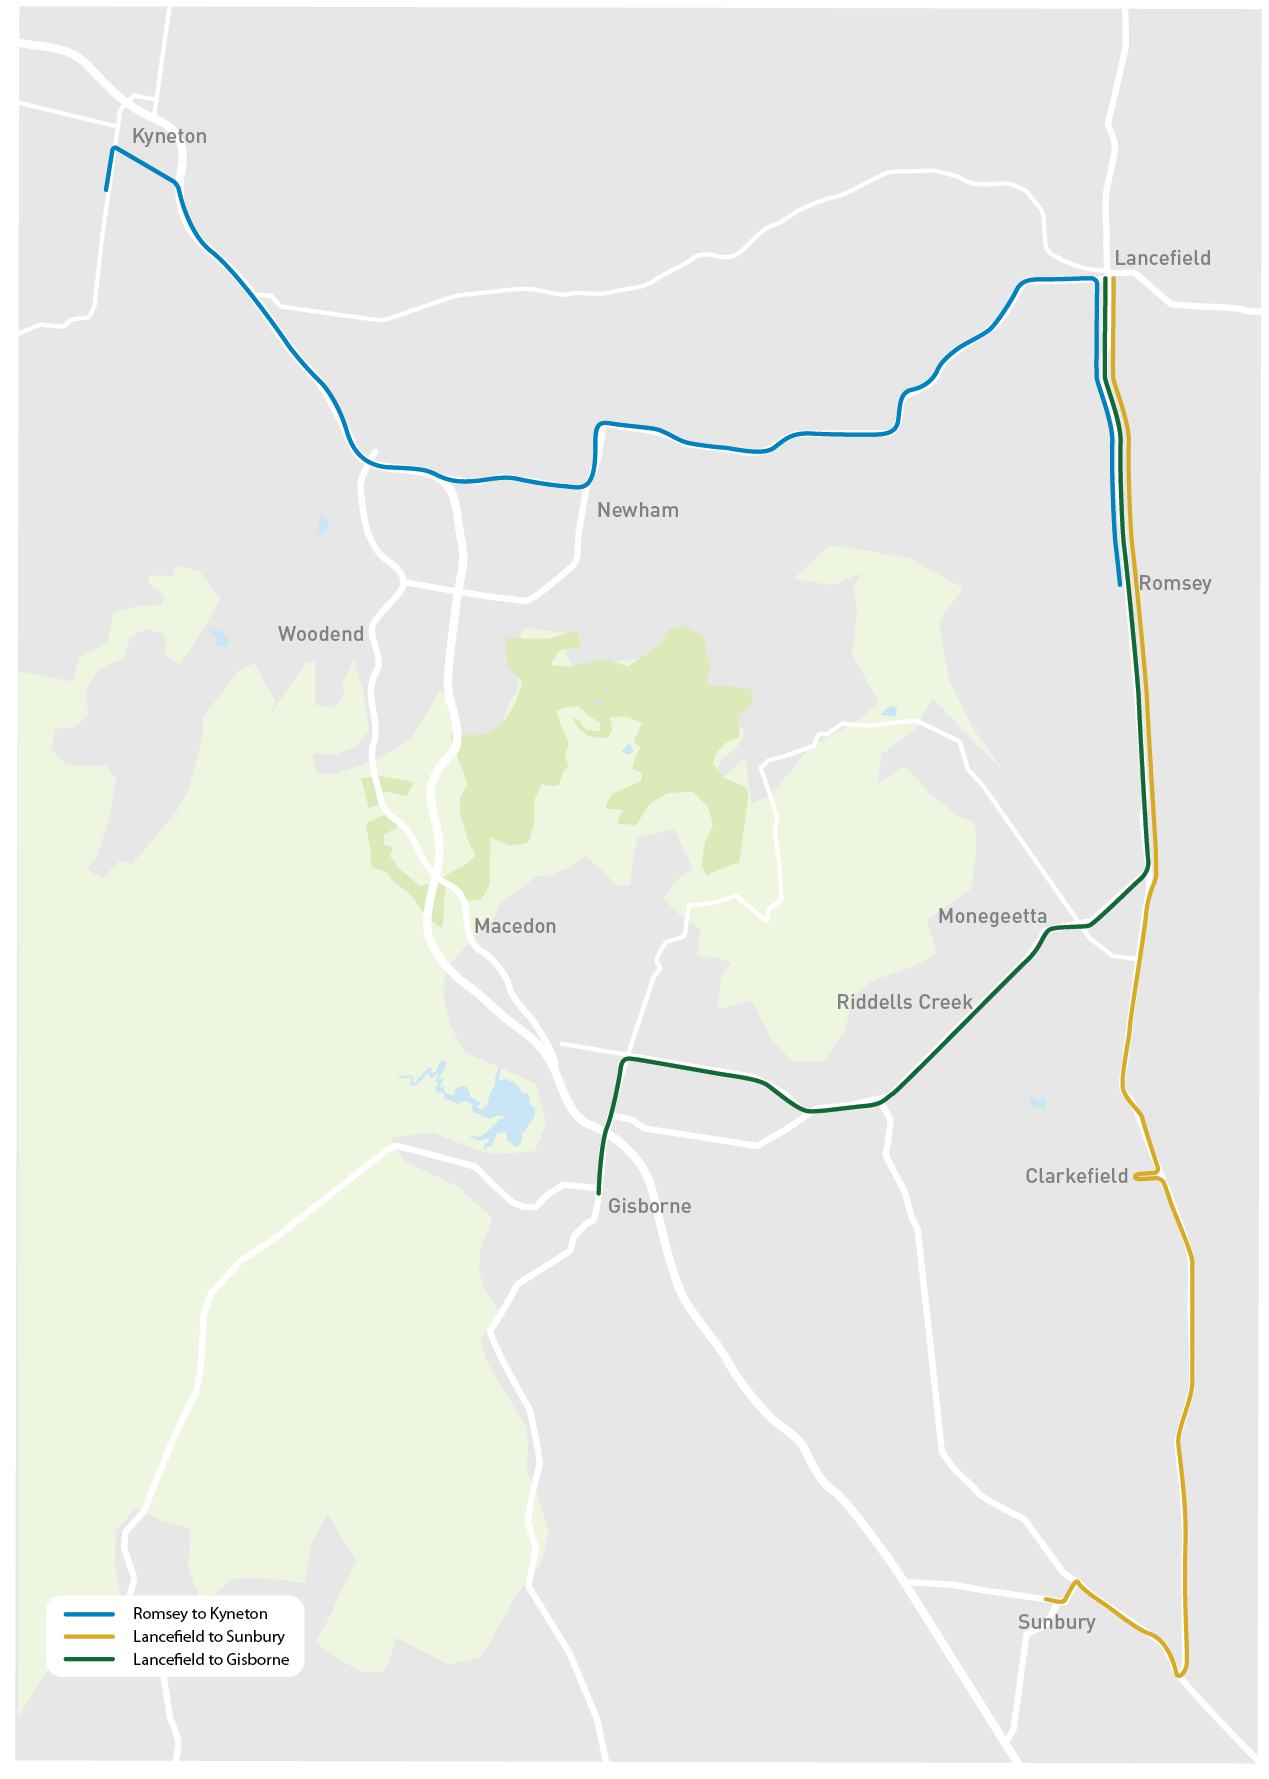 Kyneton
Lancefield
Newham
Romsey
Woodend
Monegeetta
Macedon
Riddells Creek
Clarkefield
Gisborne
Sunbury
Romsey to Kyneton
Lancefield to Sunbury
Lancefield to Gisborne